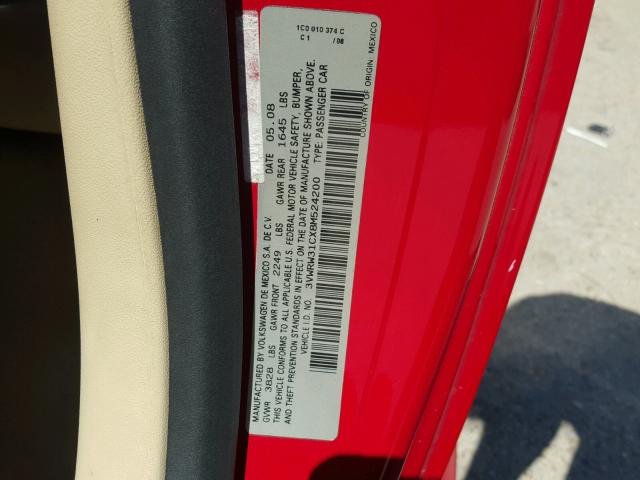 1C0 010 374 C
C 1 / 08
MANUFACTURED BY VOLKSWAGEN DE MEXICO S.A. DE C.V. DATE 05.08
GVWR 3828 LBS GAWR FRONT 2249 LBS GAWR REAR 1645 LBS
THIS VEHICLE CONFORMS TO ALL APPLICABLE U.S. FEDERAL MOTOR VEHICLE SAFETY, BUMPER,
AND THEFT PREVENTION STANDARDS IN EFFECT ON THE DATE OF MANUFACTURE SHOWN ABOVE.
VEHICLE I.D. NO. 3VWRW31CX8M524200 TYPE: PASSENGER CAR
COUNTRY OF ORIGIN: MEXICO